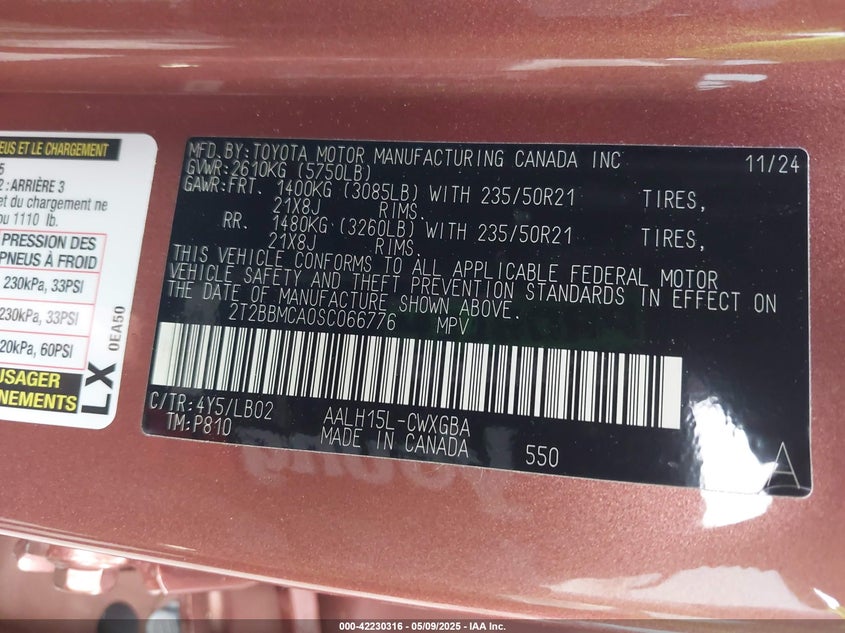 EUS ET LE CHARGEMENT
5
2 : ARRIÈRE 3
et du chargement ne
ou 1110 lb.
PRESSION DES
PNEUS À FROID
230kPa, 33PSI
230kPa, 33PSI
20kPa, 60PSI
USAGER
NEMENTS
LX
0EA50
MFD. BY: TOYOTA MOTOR MANUFACTURING CANADA INC 11/24
GVWR: 2610KG (5750LB)
GAWR: FRT. 1400KG (3085LB) WITH 235/50R21 TIRES,
21X8J RIMS.
RR. 1480KG (3260LB) WITH 235/50R21 TIRES,
21X8J RIMS.
THIS VEHICLE CONFORMS TO ALL APPLICABLE FEDERAL MOTOR
VEHICLE SAFETY AND THEFT PREVENTION STANDARDS IN EFFECT ON
THE DATE OF MANUFACTURE SHOWN ABOVE.
2T2BBMCA0SC066776 MPV
C/TR: 4Y5/LB02 AALH15L-CWXGBA
TM: P810 MADE IN CANADA 550
A
000-42230316 - 05/09/2025 - IAA Inc.